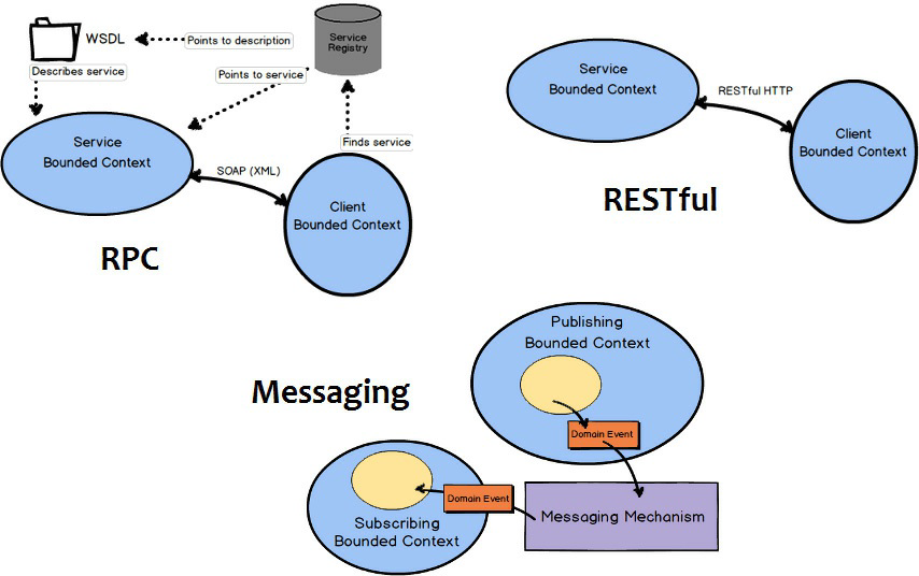 WSDL
Points to description
Service
Registry
Describes service
Points to service
Finds service
Service
Bounded Context
SOAP (XML)
Client
Bounded Context
RPC
Service
Bounded Context
RESTful HTTP
Client
Bounded Context
RESTful
Messaging
Publishing
Bounded Context
Domain Event
Domain Event
Messaging Mechanism
Subscribing
Bounded Context